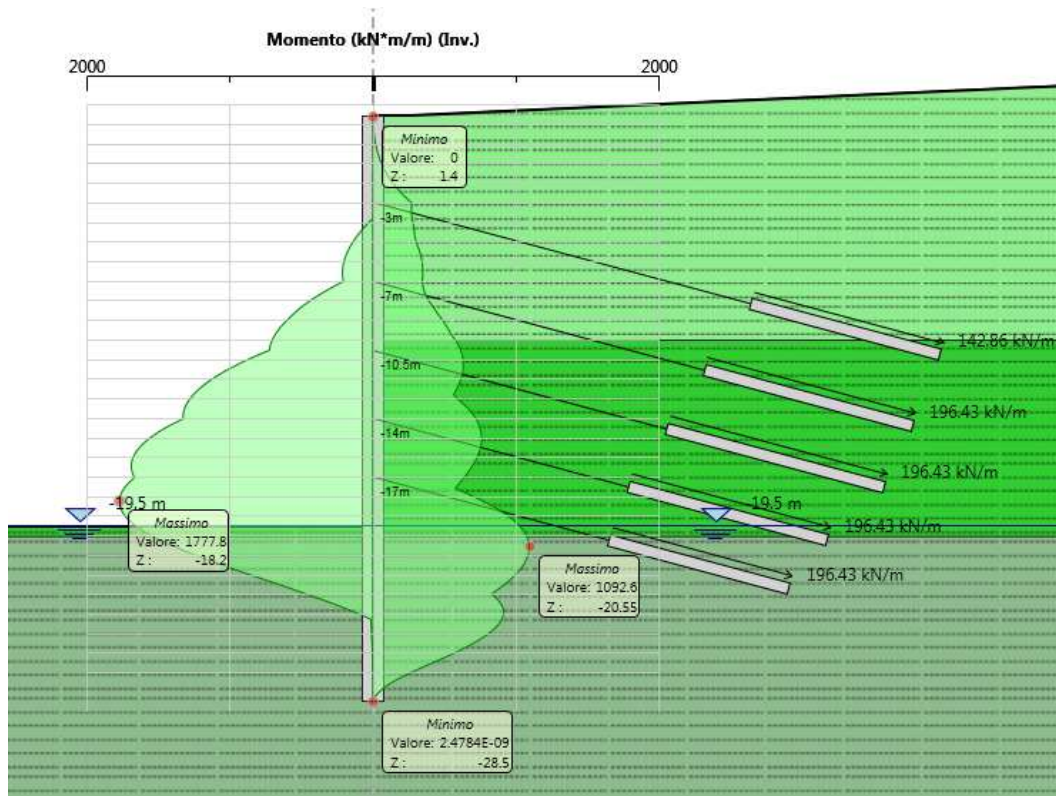 Momento (kN*m/m) (Inv.)
2000
2000
Minimo
Valore: 0
Z : 1.4
-3m
-7m
142.86 kN/m
-10.5m
196.43 kN/m
-14m
196.43 kN/m
-17m
-19.5 m
-19.5 m
Massimo
Valore: 1777.8
Z : -18.2
196.43 kN/m
Massimo
Valore: 1092.6
Z : -20.55
196.43 kN/m
Minimo
Valore: 2.4784E-09
Z : -28.5